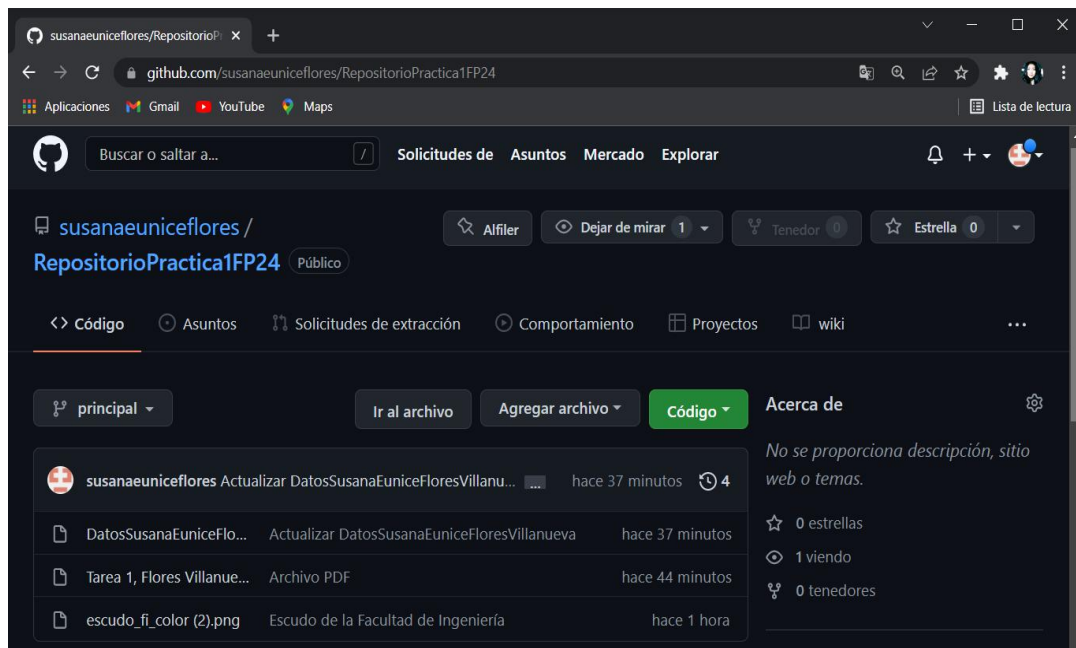 susanaeuniceflores/RepositorioP
github.com/susanaeuniceflores/RepositorioPractica1FP24
Aplicaciones Gmail YouTube Maps Lista de lectura
Buscar o saltar a... / Solicitudes de Asuntos Mercado Explorar
susanaeuniceflores / Alfiler Dejar de mirar 1 Tenedor 0 Estrella 0
RepositorioPractica1FP24 Público
<> Código Asuntos Solicitudes de extracción Comportamiento Proyectos wiki ...
principal Ir al archivo Agregar archivo Código Acerca de
No se proporciona descripción, sitio
web o temas.
susanaeuniceflores Actualizar DatosSusanaEuniceFloresVillanu... ... hace 37 minutos 4
0 estrellas
DatosSusanaEuniceFlo... Actualizar DatosSusanaEuniceFloresVillanueva hace 37 minutos
1 viendo
Tarea 1, Flores Villanue... Archivo PDF hace 44 minutos
0 tenedores
escudo_fi_color (2).png Escudo de la Facultad de Ingeniería hace 1 hora